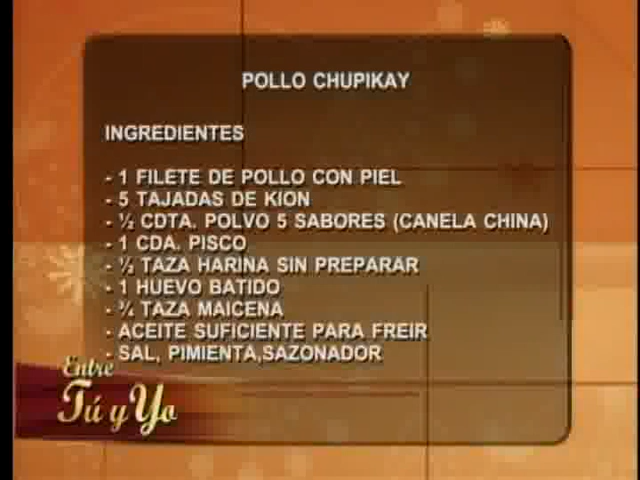 POLLO CHUPIKAY
INGREDIENTES
- 1 FILETE DE POLLO CON PIEL
- 5 TAJADAS DE KION
- ½ CDTA. POLVO 5 SABORES (CANELA CHINA)
- 1 CDA. PISCO
- ½ TAZA HARINA SIN PREPARAR
- 1 HUEVO BATIDO
- ¾ TAZA MAICENA
- ACEITE SUFICIENTE PARA FREIR
- SAL, PIMIENTA,SAZONADOR
Entre
Tú y Yo